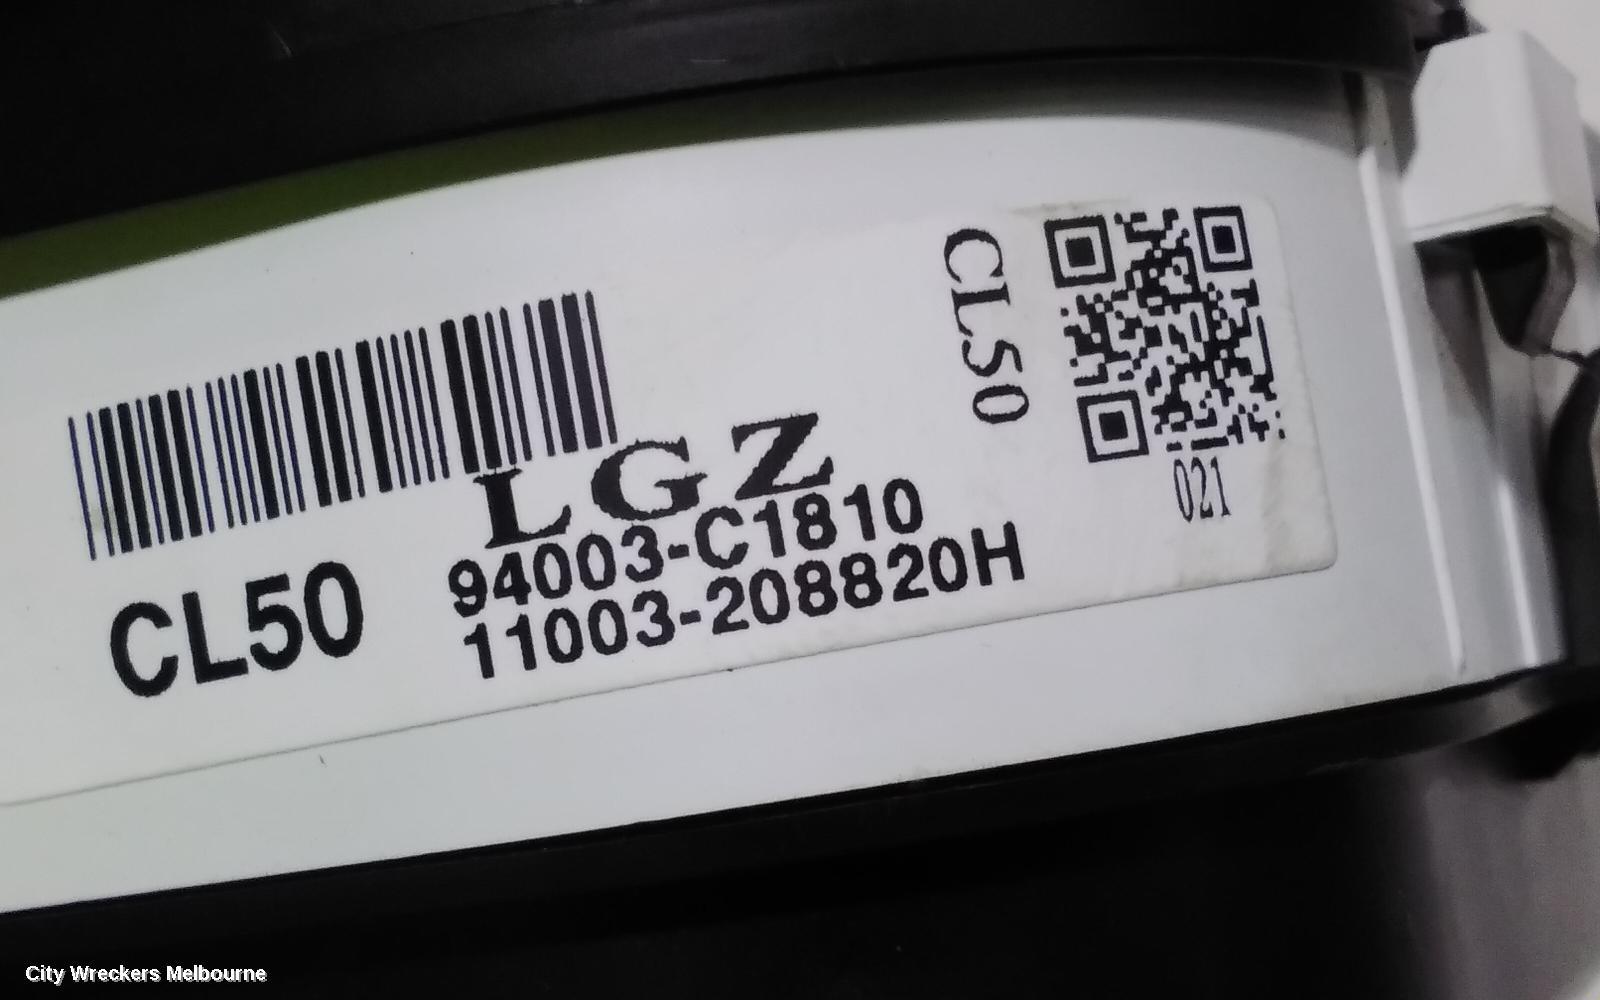 CL50
021
LGZ
94003-C1810
11003-208820H
CL50
City Wreckers Melbourne